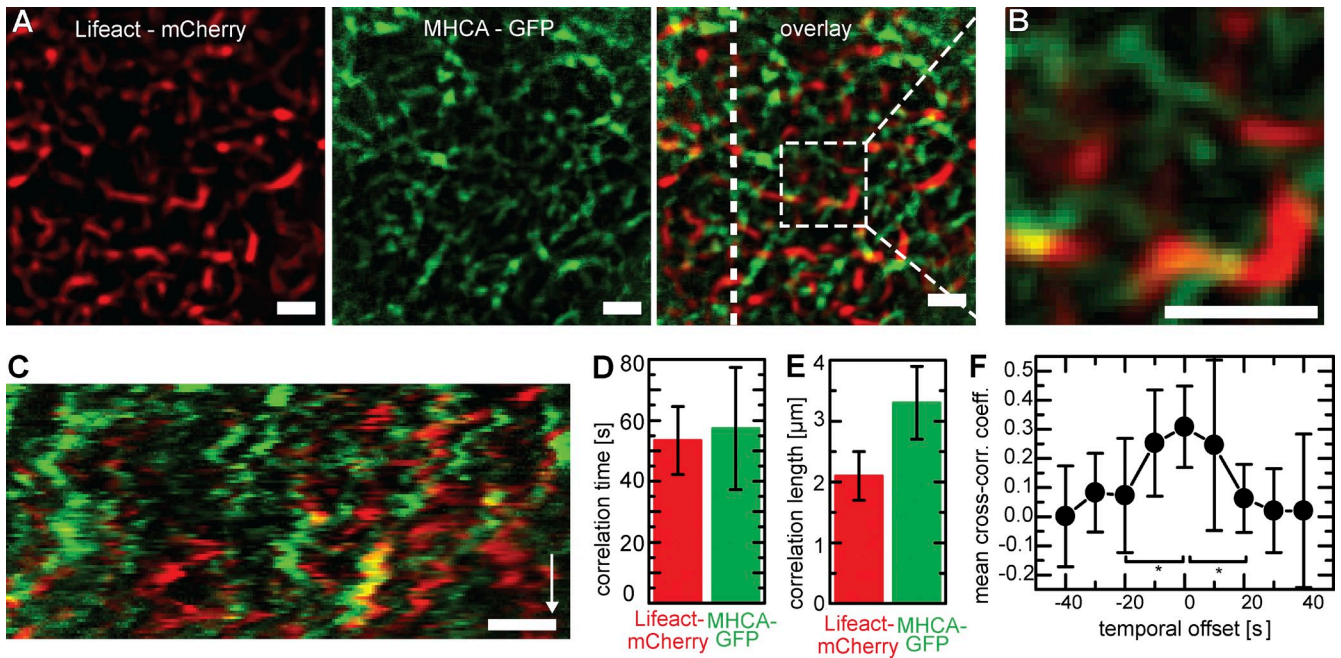 A
Lifeact - mCherry
MHCA - GFP
overlay
B
C
D
correlation time [s]
80
60
40
20
0
Lifeact-
mCherry
MHCA-
GFP
E
correlation length [µm]
4
3
2
1
0
Lifeact-
mCherry
MHCA-
GFP
F
mean cross-corr. coeff.
0.5
0.4
0.3
0.2
0.1
0.0
-0.2
* *
-40 -20 0 20 40
temporal offset [s]